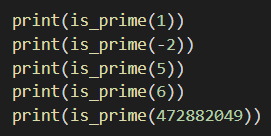 print(is_prime(1))
print(is_prime(-2))
print(is_prime(5))
print(is_prime(6))
print(is_prime(472882049))